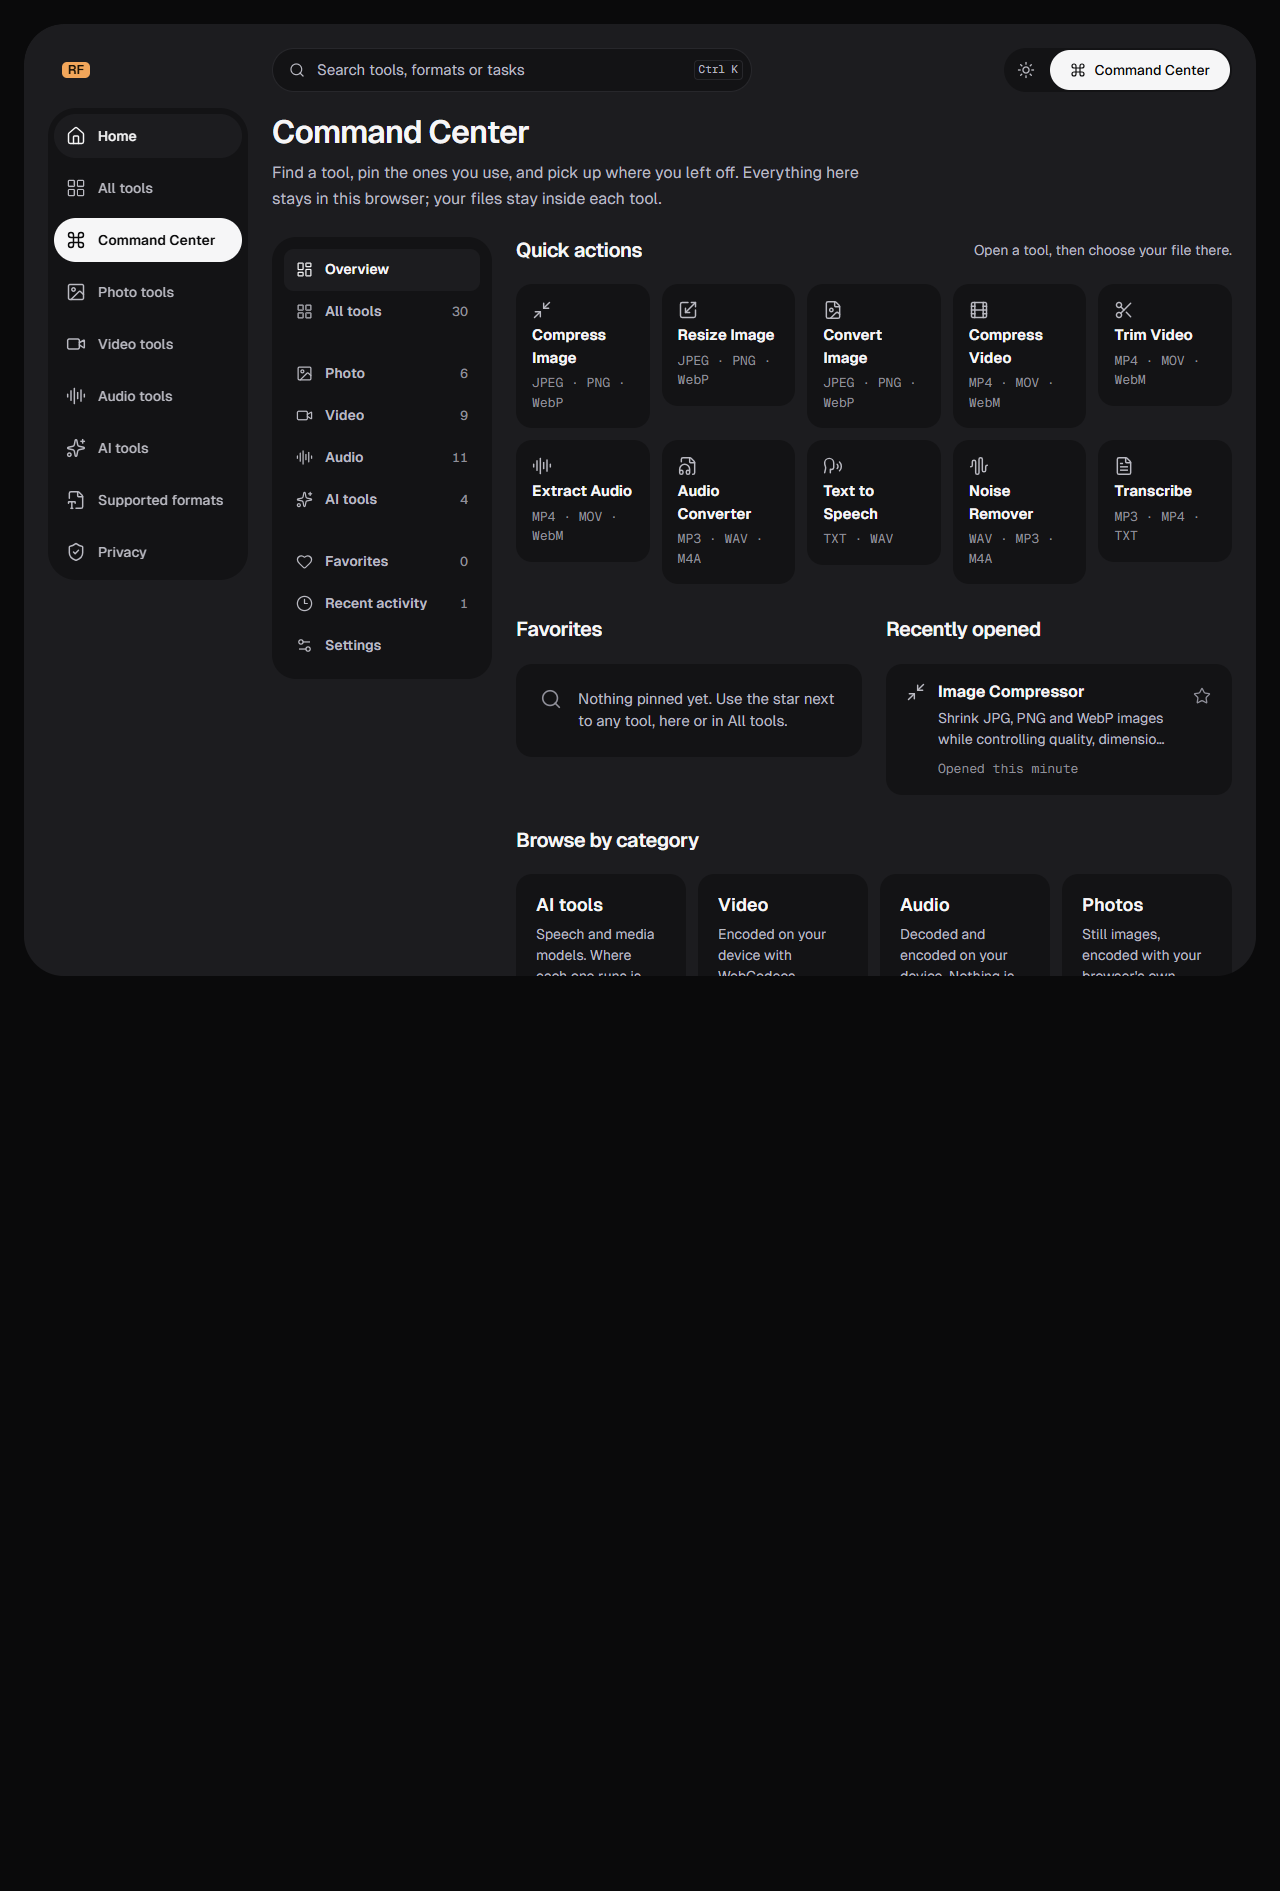 RF
Search tools, formats or tasks
Ctrl K
Command Center
Home
All tools
Command Center
Photo tools
Video tools
Audio tools
AI tools
Supported formats
Privacy
Command Center
Find a tool, pin the ones you use, and pick up where you left off. Everything here
stays in this browser; your files stay inside each tool.
Overview
All tools 30
Photo 6
Video 9
Audio 11
AI tools 4
Favorites 0
Recent activity 1
Settings
Quick actions
Open a tool, then choose your file there.
Compress
Image
JPEG · PNG ·
WebP
Resize Image
JPEG · PNG ·
WebP
Convert
Image
JPEG · PNG ·
WebP
Compress
Video
MP4 · MOV ·
WebM
Trim Video
MP4 · MOV ·
WebM
Extract Audio
MP4 · MOV ·
WebM
Audio
Converter
MP3 · WAV ·
M4A
Text to
Speech
TXT · WAV
Noise
Remover
WAV · MP3 ·
M4A
Transcribe
MP3 · MP4 ·
TXT
Favorites
Nothing pinned yet. Use the star next
to any tool, here or in All tools.
Recently opened
Image Compressor
Shrink JPG, PNG and WebP images
while controlling quality, dimensio…
Opened this minute
Browse by category
AI tools
Speech and media
models. Where
each one runs is
Video
Encoded on your
device with
WebCodecs
Audio
Decoded and
encoded on your
device. Nothing is
Photos
Still images,
encoded with your
browser's own